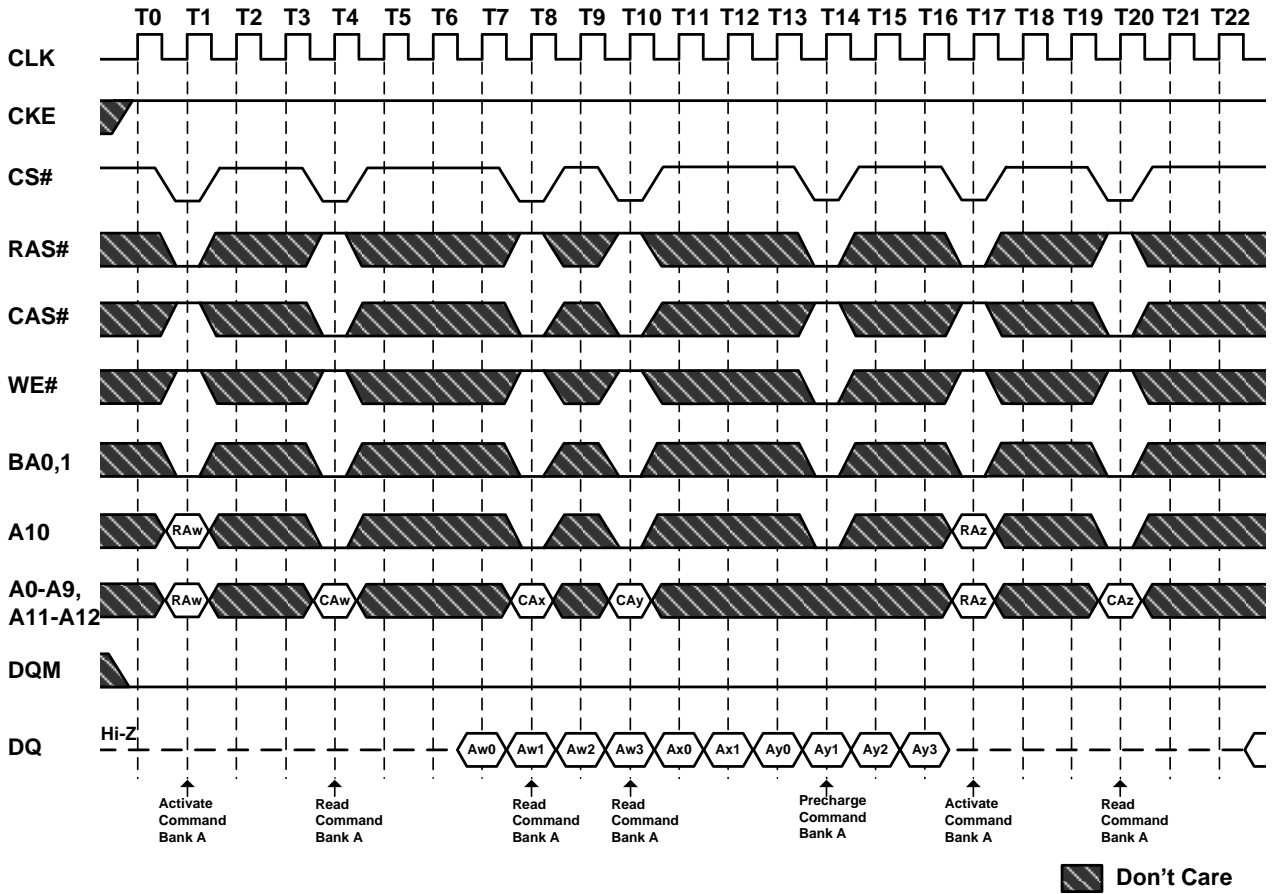 T0 T1 T2 T3 T4 T5 T6 T7 T8 T9 T10 T11 T12 T13 T14 T15 T16 T17 T18 T19 T20 T21 T22
CLK
CKE
CS#
RAS#
CAS#
WE#
BA0,1
A10 RAw RAz
A0-A9,
A11-A12 RAw CAw CAx CAy RAz CAz
DQM
Hi-Z
DQ Aw0 Aw1 Aw2 Aw3 Ax0 Ax1 Ay0 Ay1 Ay2 Ay3
Activate
Command
Bank A
Read
Command
Bank A
Read
Command
Bank A
Read
Command
Bank A
Precharge
Command
Bank A
Activate
Command
Bank A
Read
Command
Bank A
Don't Care